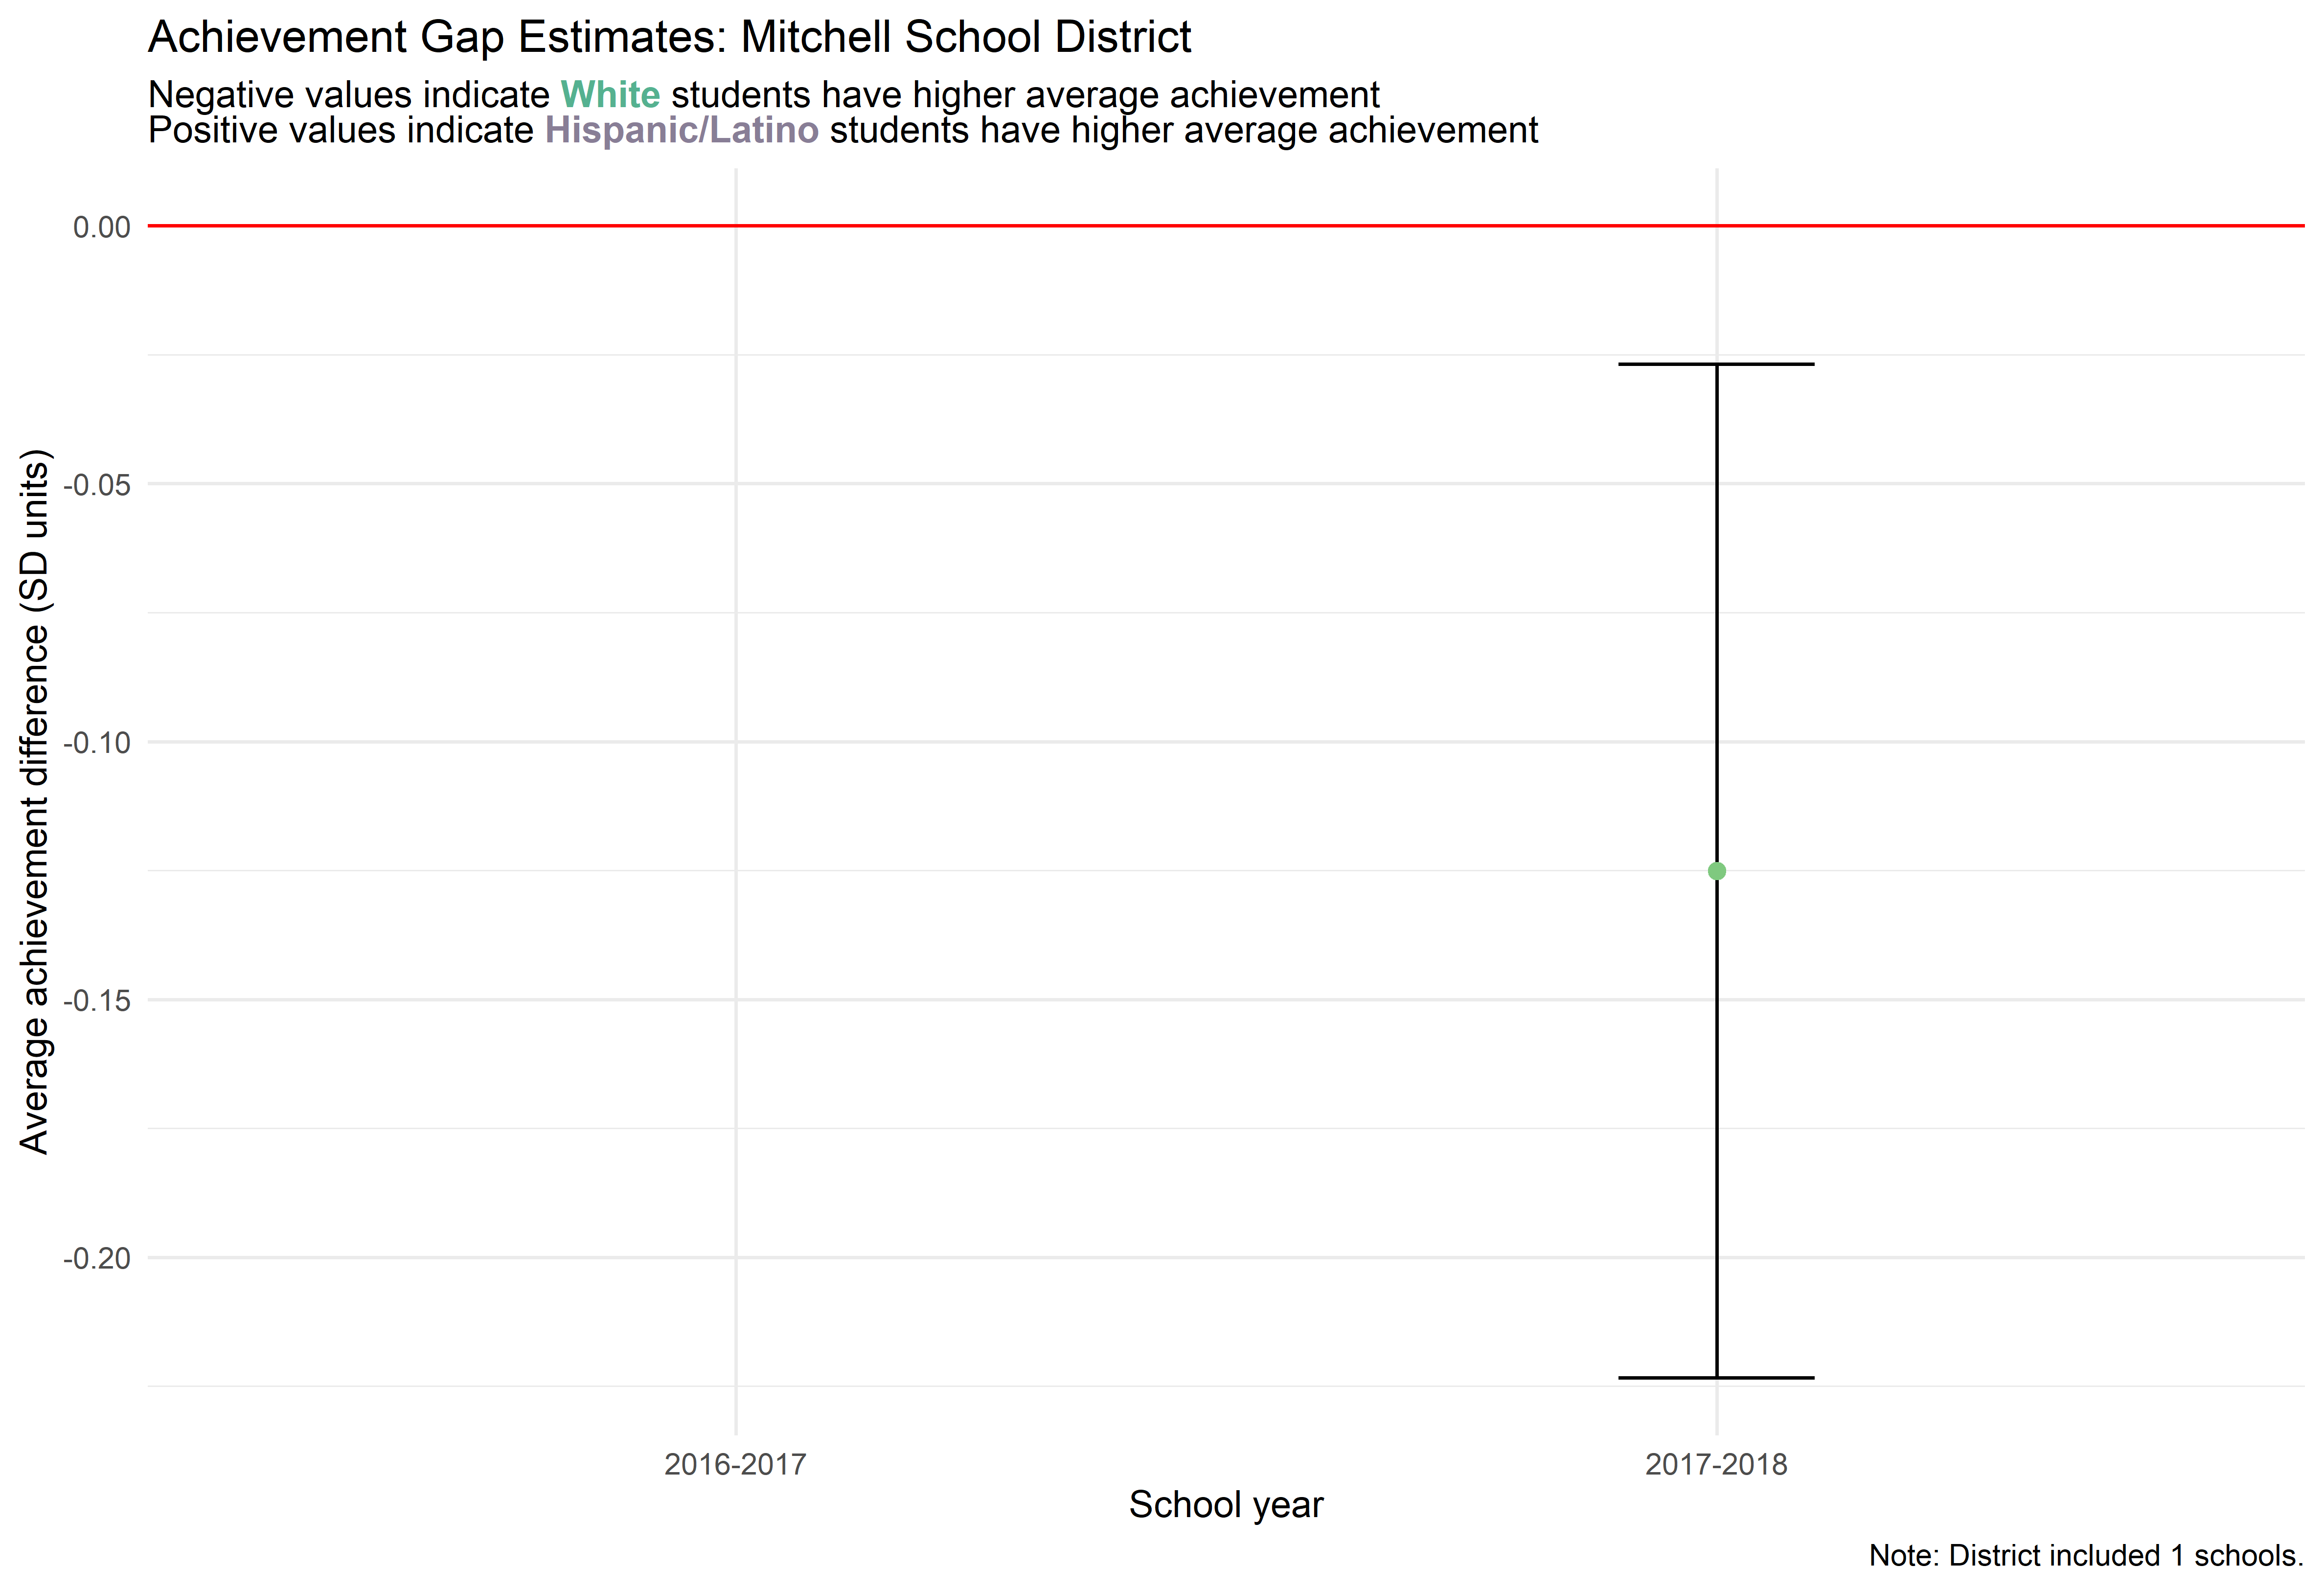 Achievement Gap Estimates: Mitchell School District
Negative values indicate White students have higher average achievement
Positive values indicate Hispanic/Latino students have higher average achievement
Average achievement difference (SD units)
0.00
-0.05
-0.10
-0.15
-0.20
2016-2017
2017-2018
School year
Note: District included 1 schools.